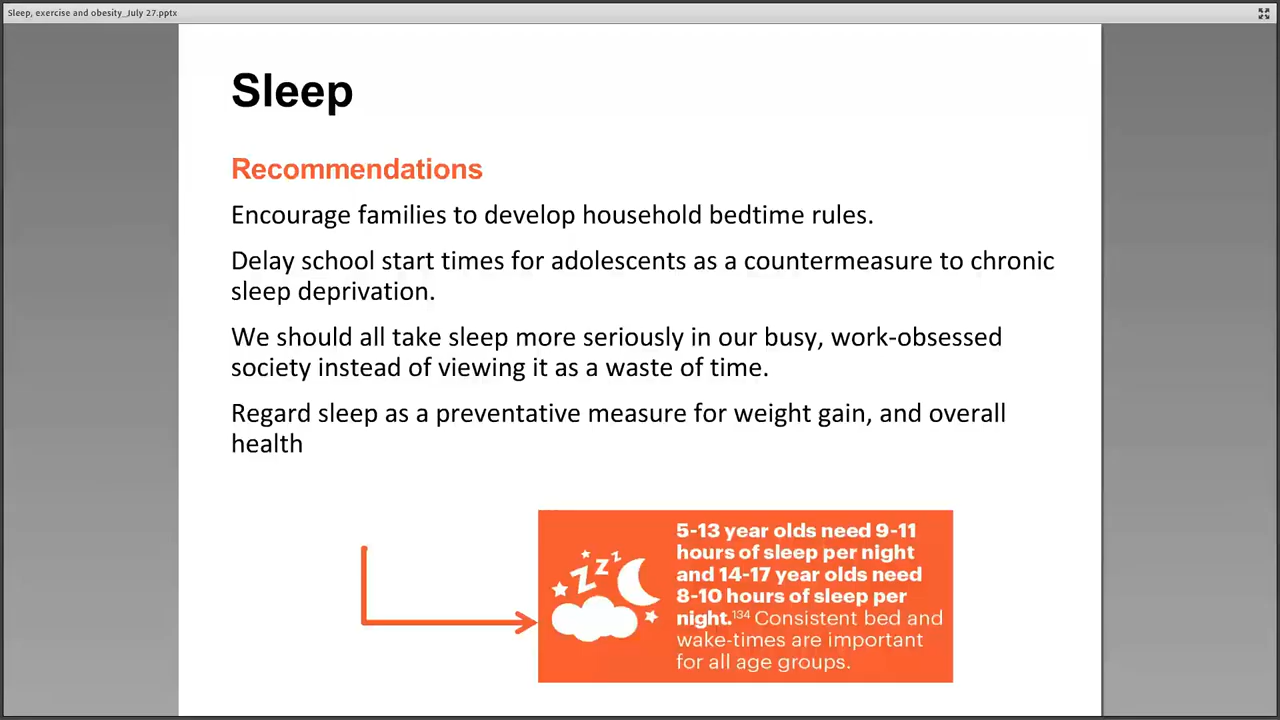 Sleep, exercise and obesity_July 27.pptx
Sleep
Recommendations
Encourage families to develop household bedtime rules.
Delay school start times for adolescents as a countermeasure to chronic
sleep deprivation.
We should all take sleep more seriously in our busy, work-obsessed
society instead of viewing it as a waste of time.
Regard sleep as a preventative measure for weight gain, and overall
health
z z z
5-13 year olds need 9-11
hours of sleep per night
and 14-17 year olds need
8-10 hours of sleep per
night.¹³⁴ Consistent bed and
wake-times are important
for all age groups.